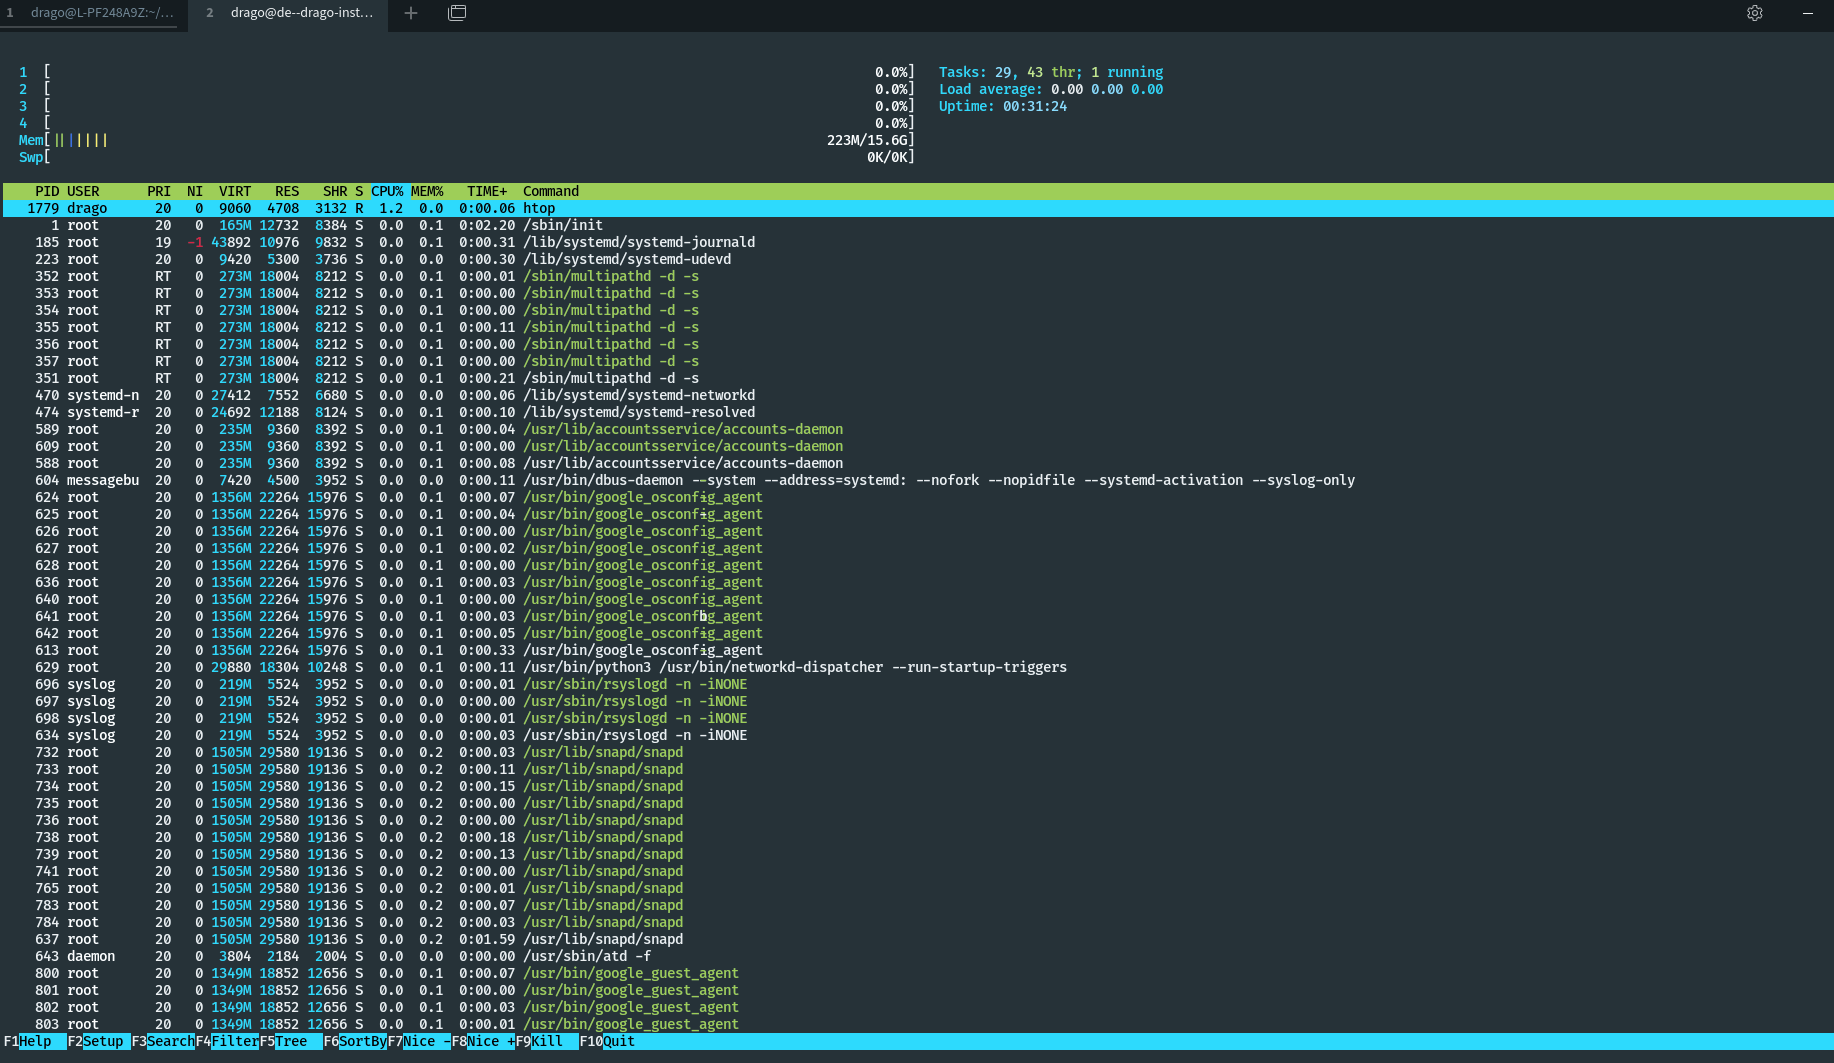 1 drago@L-PF248A9Z:~/... 2 drago@de--drago-inst... +
1 [ 0.0%] Tasks: 29, 43 thr; 1 running
2 [ 0.0%] Load average: 0.00 0.00 0.00
3 [ 0.0%] Uptime: 00:31:24
4 [ 0.0%]
Mem[||||||| 223M/15.6G]
Swp[ 0K/0K]
PID USER PRI NI VIRT RES SHR S CPU% MEM% TIME+ Command
1779 drago 20 0 9060 4708 3132 R 1.2 0.0 0:00.06 htop
1 root 20 0 165M 12732 8384 S 0.0 0.1 0:02.20 /sbin/init
185 root 19 -1 43892 10976 9832 S 0.0 0.1 0:00.31 /lib/systemd/systemd-journald
223 root 20 0 9420 5300 3736 S 0.0 0.0 0:00.30 /lib/systemd/systemd-udevd
352 root RT 0 273M 18004 8212 S 0.0 0.1 0:00.01 /sbin/multipathd -d -s
353 root RT 0 273M 18004 8212 S 0.0 0.1 0:00.00 /sbin/multipathd -d -s
354 root RT 0 273M 18004 8212 S 0.0 0.1 0:00.00 /sbin/multipathd -d -s
355 root RT 0 273M 18004 8212 S 0.0 0.1 0:00.11 /sbin/multipathd -d -s
356 root RT 0 273M 18004 8212 S 0.0 0.1 0:00.00 /sbin/multipathd -d -s
357 root RT 0 273M 18004 8212 S 0.0 0.1 0:00.00 /sbin/multipathd -d -s
351 root RT 0 273M 18004 8212 S 0.0 0.1 0:00.21 /sbin/multipathd -d -s
470 systemd-n 20 0 27412 7552 6680 S 0.0 0.0 0:00.06 /lib/systemd/systemd-networkd
474 systemd-r 20 0 24692 12188 8124 S 0.0 0.1 0:00.10 /lib/systemd/systemd-resolved
589 root 20 0 235M 9360 8392 S 0.0 0.1 0:00.04 /usr/lib/accountsservice/accounts-daemon
609 root 20 0 235M 9360 8392 S 0.0 0.1 0:00.00 /usr/lib/accountsservice/accounts-daemon
588 root 20 0 235M 9360 8392 S 0.0 0.1 0:00.08 /usr/lib/accountsservice/accounts-daemon
604 messagebu 20 0 7420 4500 3952 S 0.0 0.0 0:00.11 /usr/bin/dbus-daemon --system --address=systemd: --nofork --nopidfile --systemd-activation --syslog-only
624 root 20 0 1356M 22264 15976 S 0.0 0.1 0:00.07 /usr/bin/google_osconfig_agent
625 root 20 0 1356M 22264 15976 S 0.0 0.1 0:00.04 /usr/bin/google_osconfig_agent
626 root 20 0 1356M 22264 15976 S 0.0 0.1 0:00.00 /usr/bin/google_osconfig_agent
627 root 20 0 1356M 22264 15976 S 0.0 0.1 0:00.02 /usr/bin/google_osconfig_agent
628 root 20 0 1356M 22264 15976 S 0.0 0.1 0:00.00 /usr/bin/google_osconfig_agent
636 root 20 0 1356M 22264 15976 S 0.0 0.1 0:00.03 /usr/bin/google_osconfig_agent
640 root 20 0 1356M 22264 15976 S 0.0 0.1 0:00.00 /usr/bin/google_osconfig_agent
641 root 20 0 1356M 22264 15976 S 0.0 0.1 0:00.03 /usr/bin/google_osconfig_agent
642 root 20 0 1356M 22264 15976 S 0.0 0.1 0:00.05 /usr/bin/google_osconfig_agent
613 root 20 0 1356M 22264 15976 S 0.0 0.1 0:00.33 /usr/bin/google_osconfig_agent
629 root 20 0 29880 18304 10248 S 0.0 0.1 0:00.11 /usr/bin/python3 /usr/bin/networkd-dispatcher --run-startup-triggers
696 syslog 20 0 219M 5524 3952 S 0.0 0.0 0:00.01 /usr/sbin/rsyslogd -n -iNONE
697 syslog 20 0 219M 5524 3952 S 0.0 0.0 0:00.00 /usr/sbin/rsyslogd -n -iNONE
698 syslog 20 0 219M 5524 3952 S 0.0 0.0 0:00.01 /usr/sbin/rsyslogd -n -iNONE
634 syslog 20 0 219M 5524 3952 S 0.0 0.0 0:00.03 /usr/sbin/rsyslogd -n -iNONE
732 root 20 0 1505M 29580 19136 S 0.0 0.2 0:00.03 /usr/lib/snapd/snapd
733 root 20 0 1505M 29580 19136 S 0.0 0.2 0:00.11 /usr/lib/snapd/snapd
734 root 20 0 1505M 29580 19136 S 0.0 0.2 0:00.15 /usr/lib/snapd/snapd
735 root 20 0 1505M 29580 19136 S 0.0 0.2 0:00.00 /usr/lib/snapd/snapd
736 root 20 0 1505M 29580 19136 S 0.0 0.2 0:00.00 /usr/lib/snapd/snapd
738 root 20 0 1505M 29580 19136 S 0.0 0.2 0:00.18 /usr/lib/snapd/snapd
739 root 20 0 1505M 29580 19136 S 0.0 0.2 0:00.13 /usr/lib/snapd/snapd
741 root 20 0 1505M 29580 19136 S 0.0 0.2 0:00.00 /usr/lib/snapd/snapd
765 root 20 0 1505M 29580 19136 S 0.0 0.2 0:00.01 /usr/lib/snapd/snapd
783 root 20 0 1505M 29580 19136 S 0.0 0.2 0:00.07 /usr/lib/snapd/snapd
784 root 20 0 1505M 29580 19136 S 0.0 0.2 0:00.03 /usr/lib/snapd/snapd
637 root 20 0 1505M 29580 19136 S 0.0 0.2 0:01.59 /usr/lib/snapd/snapd
643 daemon 20 0 3804 2184 2004 S 0.0 0.0 0:00.00 /usr/sbin/atd -f
800 root 20 0 1349M 18852 12656 S 0.0 0.1 0:00.07 /usr/bin/google_guest_agent
801 root 20 0 1349M 18852 12656 S 0.0 0.1 0:00.00 /usr/bin/google_guest_agent
802 root 20 0 1349M 18852 12656 S 0.0 0.1 0:00.03 /usr/bin/google_guest_agent
803 root 20 0 1349M 18852 12656 S 0.0 0.1 0:00.01 /usr/bin/google_guest_agent
F1Help F2Setup F3SearchF4FilterF5Tree F6SortByF7Nice -F8Nice +F9Kill F10Quit